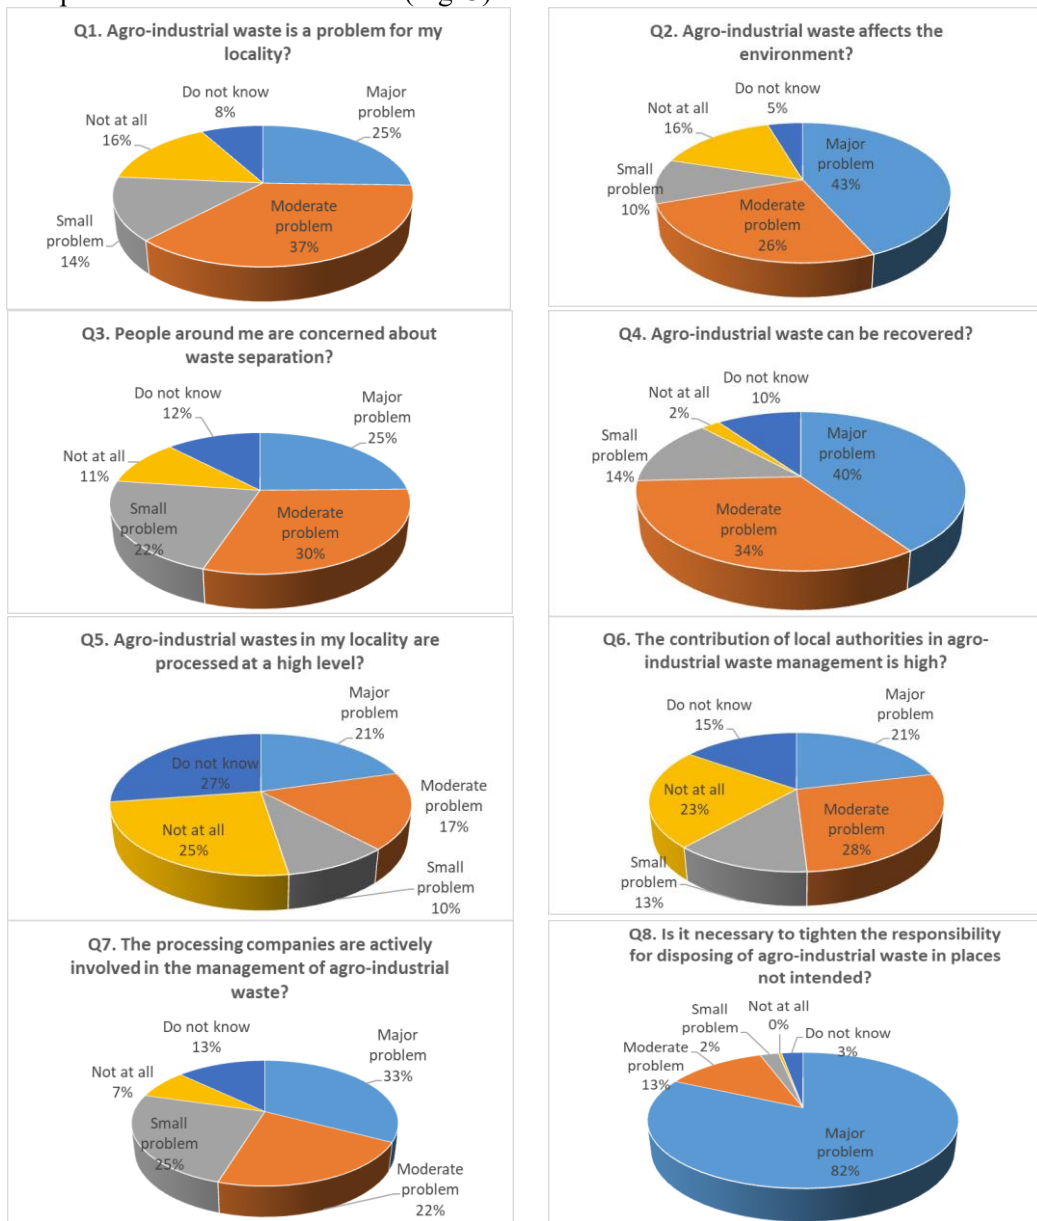 Q1. Agro-industrial waste is a problem for my
locality?
Do not know
8%
Major
problem
25%
Not at all
16%
Moderate
problem
37%
Small
problem
14%
Q2. Agro-industrial waste affects the
environment?
Do not know
5%
Not at all
16%
Major
problem
43%
Small
problem
10%
Moderate
problem
26%
Q3. People around me are concerned about
waste separation?
Do not know
12%
Major
problem
25%
Not at all
11%
Small
problem
22%
Moderate
problem
30%
Q4. Agro-industrial waste can be recovered?
Do not know
10%
Not at all
2%
Major
problem
40%
Small
problem
14%
Moderate
problem
34%
Q5. Agro-industrial wastes in my locality are
processed at a high level?
Major
problem
21%
Do not know
27%
Moderate
problem
17%
Not at all
25%
Small
problem
10%
Q6. The contribution of local authorities in agro-
industrial waste management is high?
Do not know
15%
Major
problem
21%
Not at all
23%
Moderate
problem
28%
Small
problem
13%
Q7. The processing companies are actively
involved in the management of agro-industrial
waste?
Do not know
13%
Major
problem
33%
Not at all
7%
Small
problem
25%
Moderate
problem
22%
Q8. Is it necessary to tighten the responsibility
for disposing of agro-industrial waste in places
not intended?
Not at all
0%
Small
problem
2%
Do not know
3%
Moderate
problem
13%
Major
problem
82%